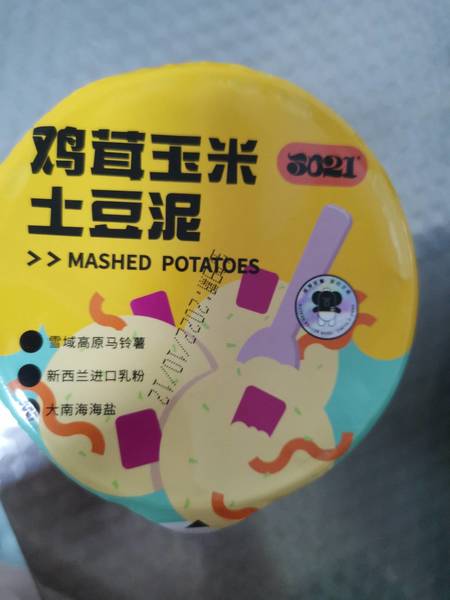 鸡茸玉米
3021
土豆泥
>> MASHED POTATOES
雪域高原马铃薯
新西兰进口乳粉
大南海海盐